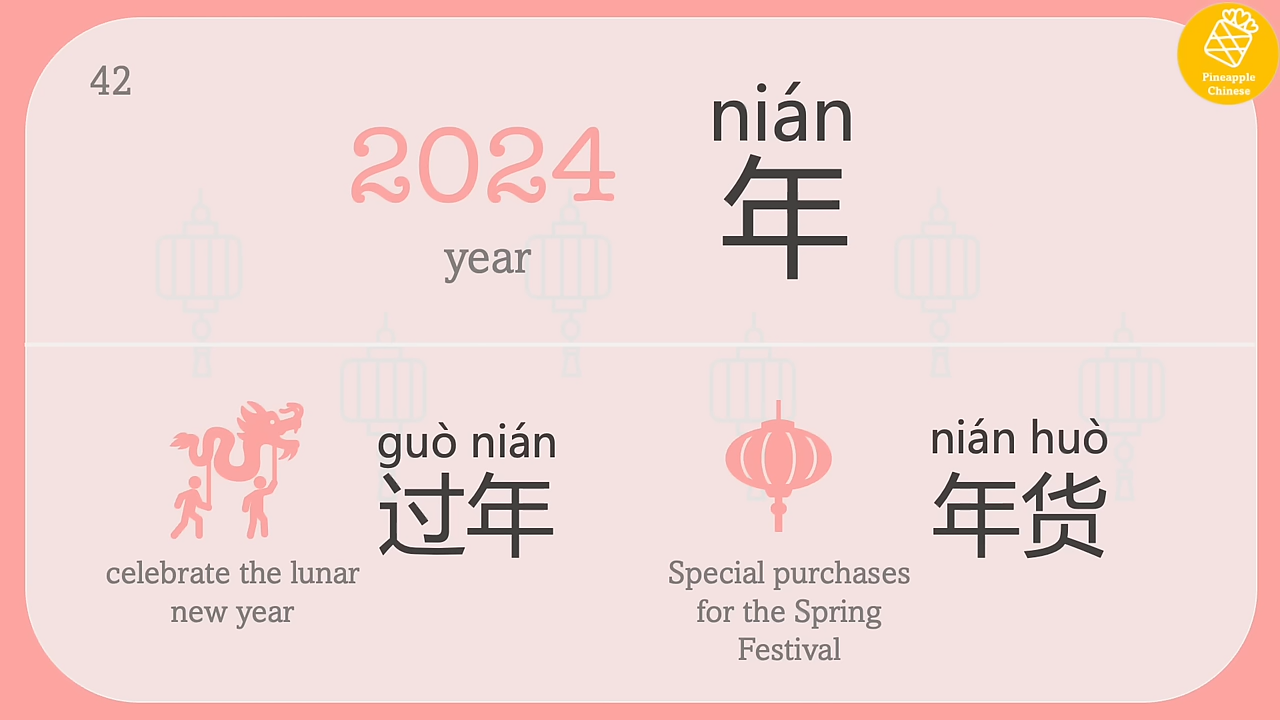 42
Pineapple
Chinese
2024
year
nián
年
guò nián
过年
celebrate the lunar
new year
nián huò
年货
Special purchases
for the Spring
Festival